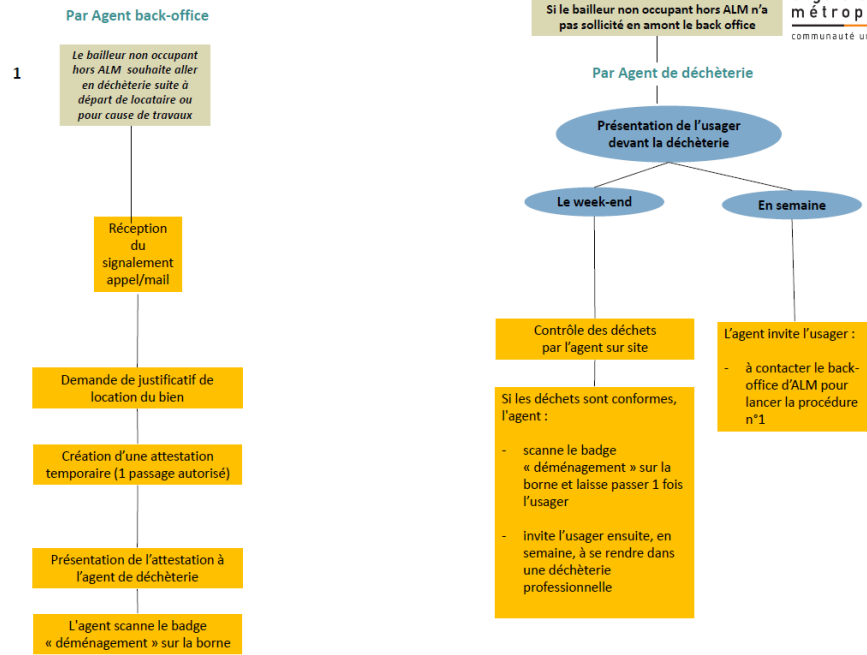 Par Agent back-office
1
Le bailleur non occupant
hors ALM souhaite aller
en déchèterie suite à
départ de locataire ou
pour cause de travaux
Réception
du
signalement
appel/mail
Demande de justificatif de
location du bien
Création d'une attestation
temporaire (1 passage autorisé)
Présentation de l'attestation à
l'agent de déchèterie
L'agent scanne le badge
« déménagement » sur la borne
Si le bailleur non occupant hors ALM n'a
pas sollicité en amont le back office
métrop
communauté u
Par Agent de déchèterie
Présentation de l'usager
devant la déchèterie
Le week-end
En semaine
Contrôle des déchets
par l'agent sur site
Si les déchets sont conformes,
l'agent :
- scanne le badge
« déménagement » sur la
borne et laisse passer 1 fois
l'usager
- invite l'usager ensuite, en
semaine, à se rendre dans
une déchèterie
professionnelle
L'agent invite l'usager :
- à contacter le back-
office d'ALM pour
lancer la procédure
n°1